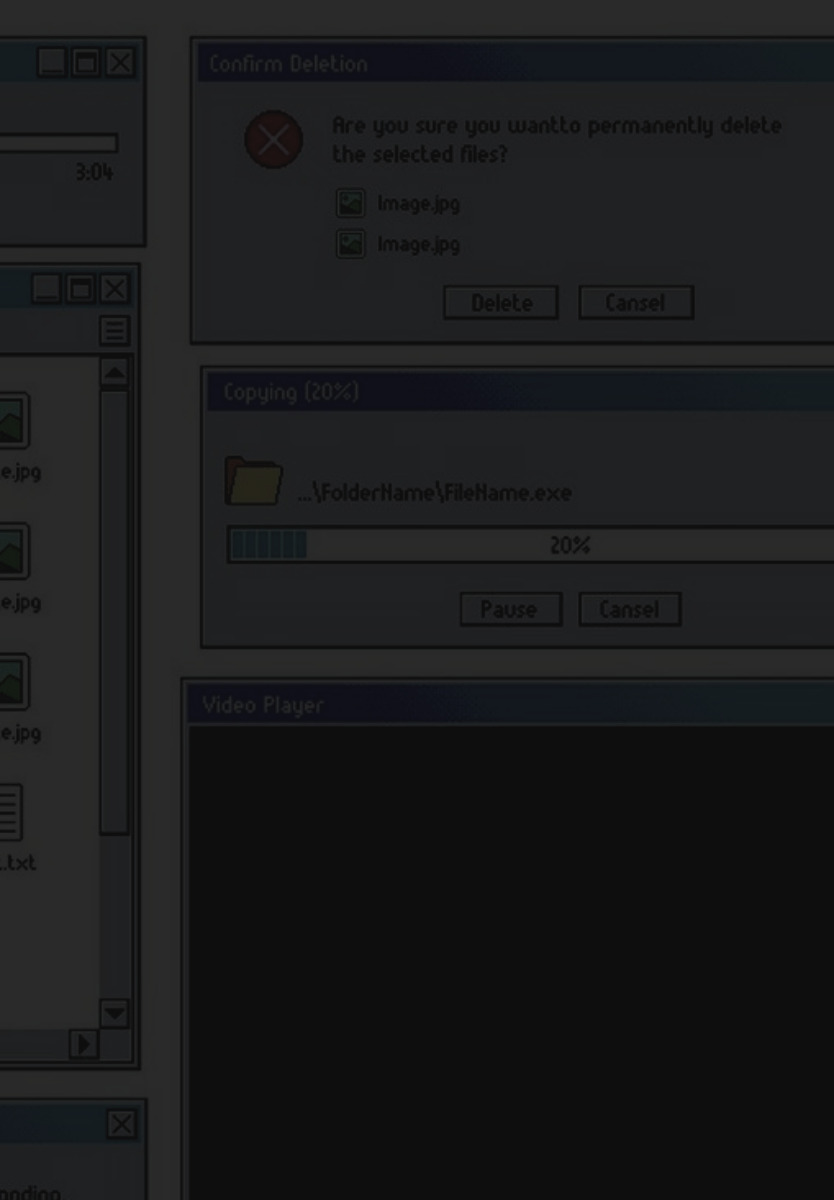 3:04
Confirm Deletion
Are you sure you wantto permanently delete
the selected files?
Image.jpg
Image.jpg
Delete
Cansel
e.jpg
e.jpg
e.jpg
.txt
Copying (20%)
...\FolderName\FileName.exe
20%
Pause
Cansel
Video Player